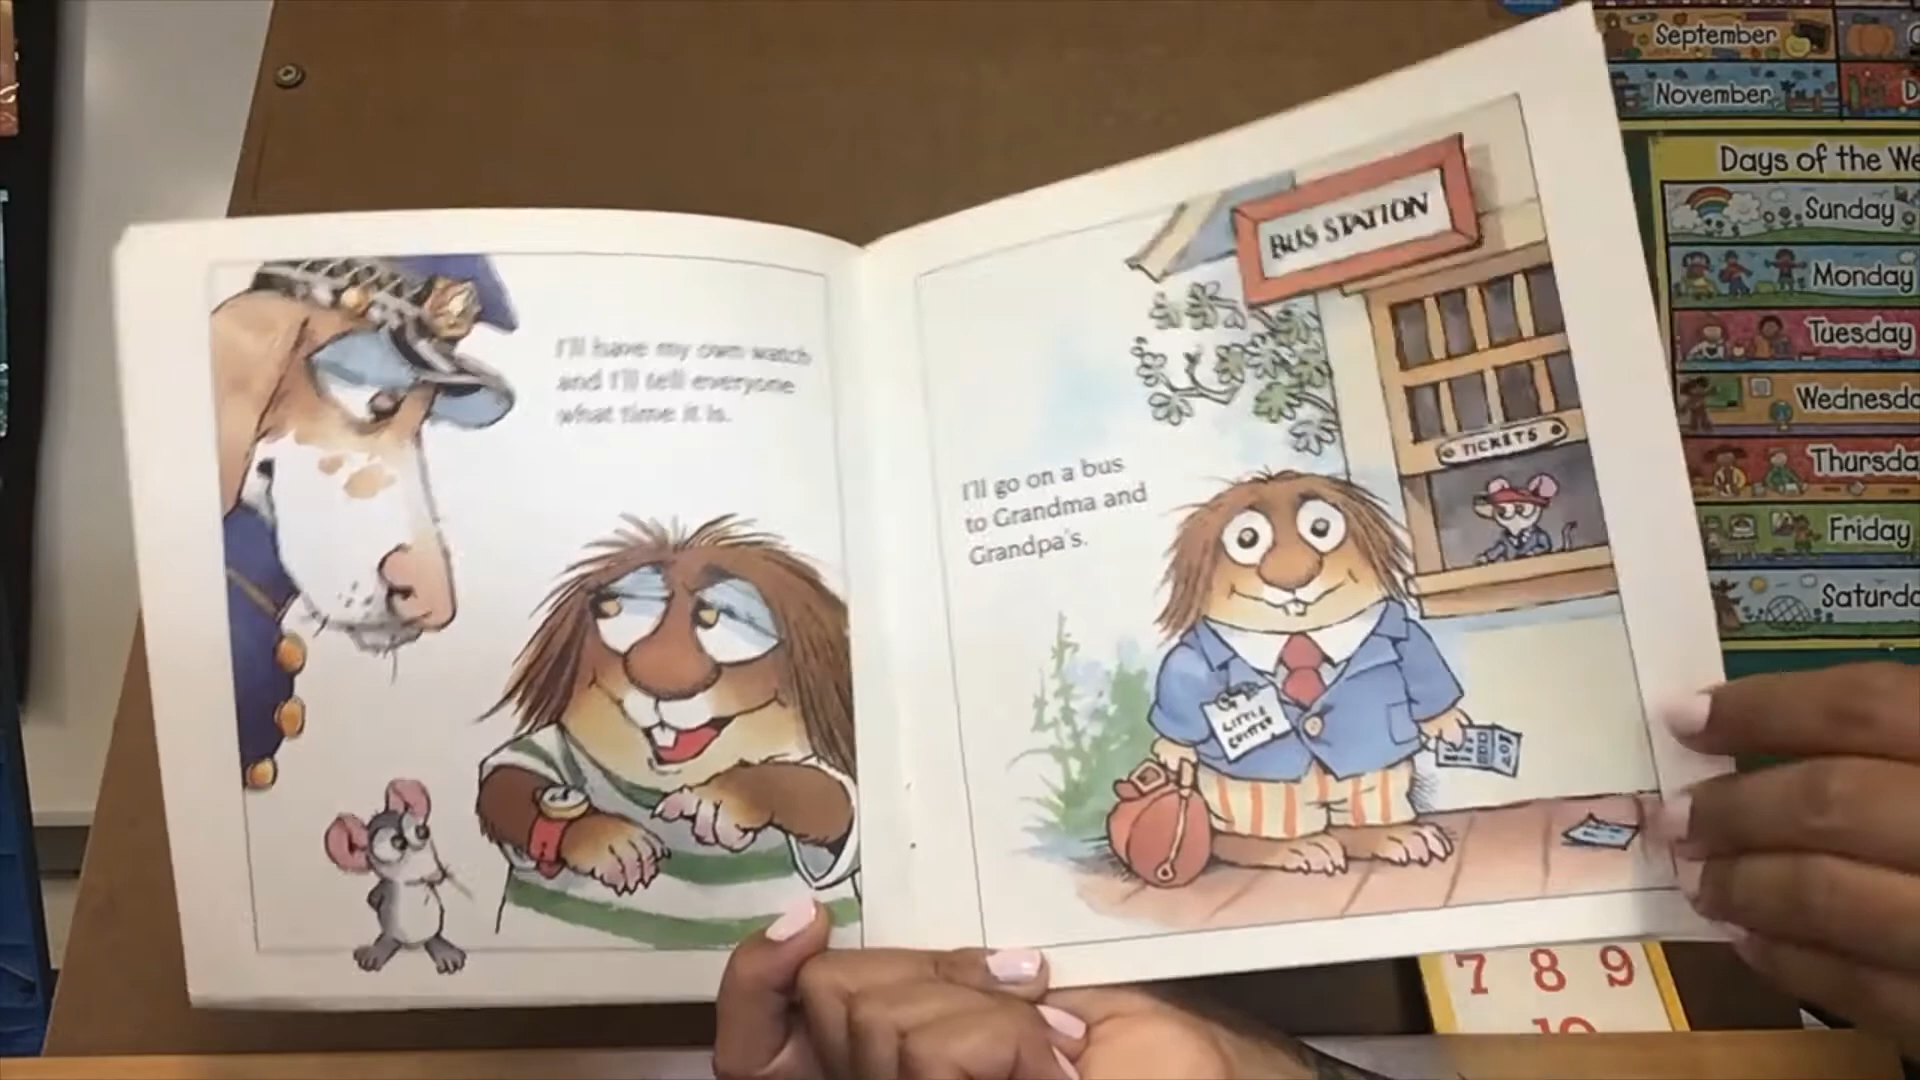 I'll have my own watch
and I'll tell everyone
what time it is.
BUS STATION
TICKETS
I'll go on a bus
to Grandma and
Grandpa's.
LITTLE
CRITTER
September
November
Days of the We
Sunday
Monday
Tuesday
Wednesda
Thursda
Friday
Saturda
7 8 9
10